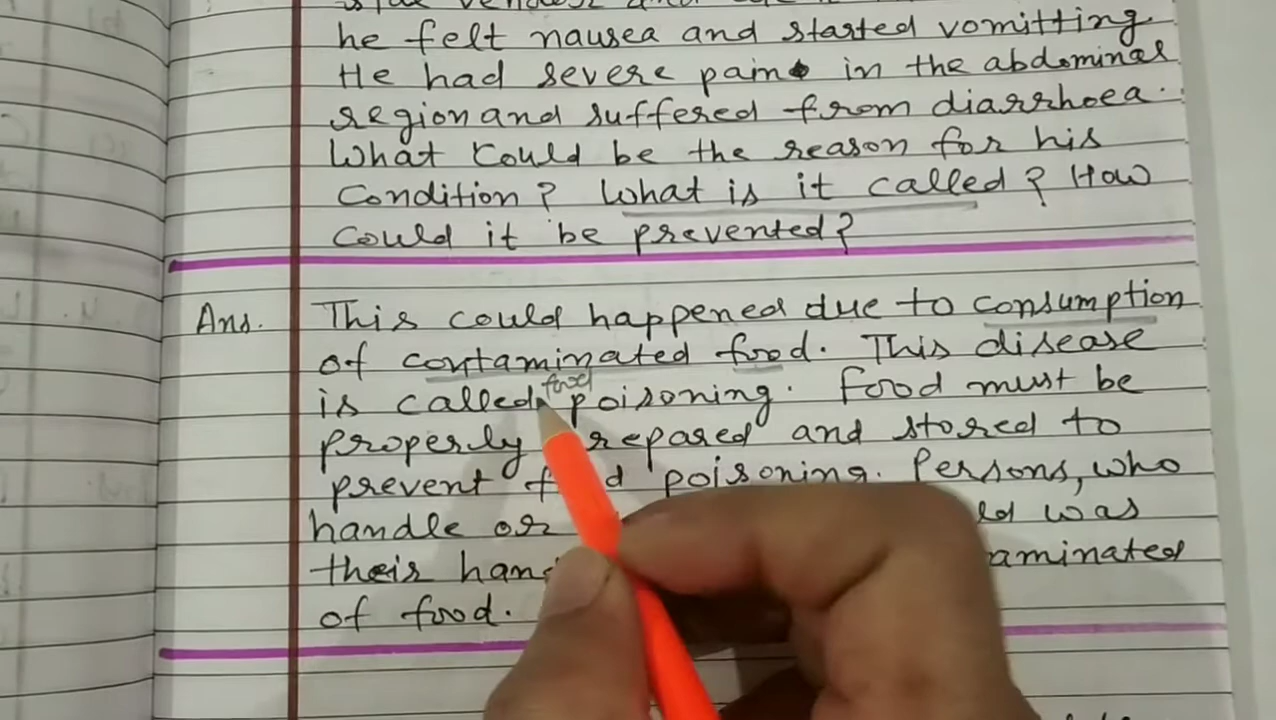 he felt nausea and started vomitting
He had severe pain in the abdominal
region and suffered from diarrhoea.
What could be the reason for his
Condition? What is it called? How
Could it be prevented?
Ans. This could happened due to consumption
of contaminated food. This disease
is called food poisoning. Food must be
properly repared and stored to
prevent f d poisoning. Persons, who
handle or ld was
their han aminated
of food.